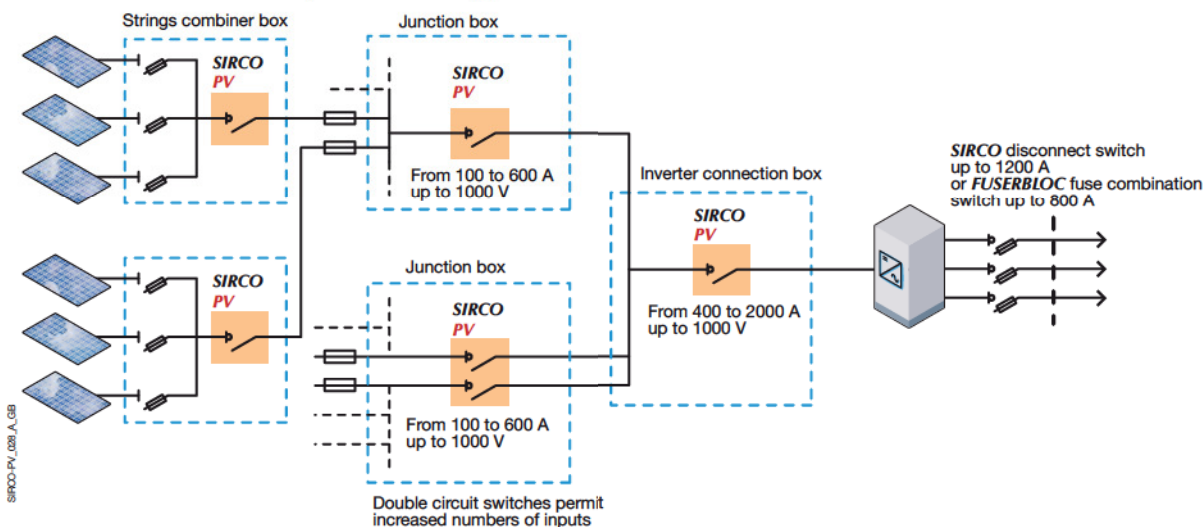 Strings combiner box
SIRCO
PV
Junction box
SIRCO
PV
From 100 to 600 A
up to 1000 V
Inverter connection box
SIRCO
PV
From 400 to 2000 A
up to 1000 V
SIRCO disconnect switch
up to 1200 A
or FUSERBLOC fuse combination
switch up to 800 A
SIRCO
PV
Junction box
SIRCO
PV
From 100 to 600 A
up to 1000 V
Double circuit switches permit
increased numbers of inputs
SIRCO-PV_028_A_GB